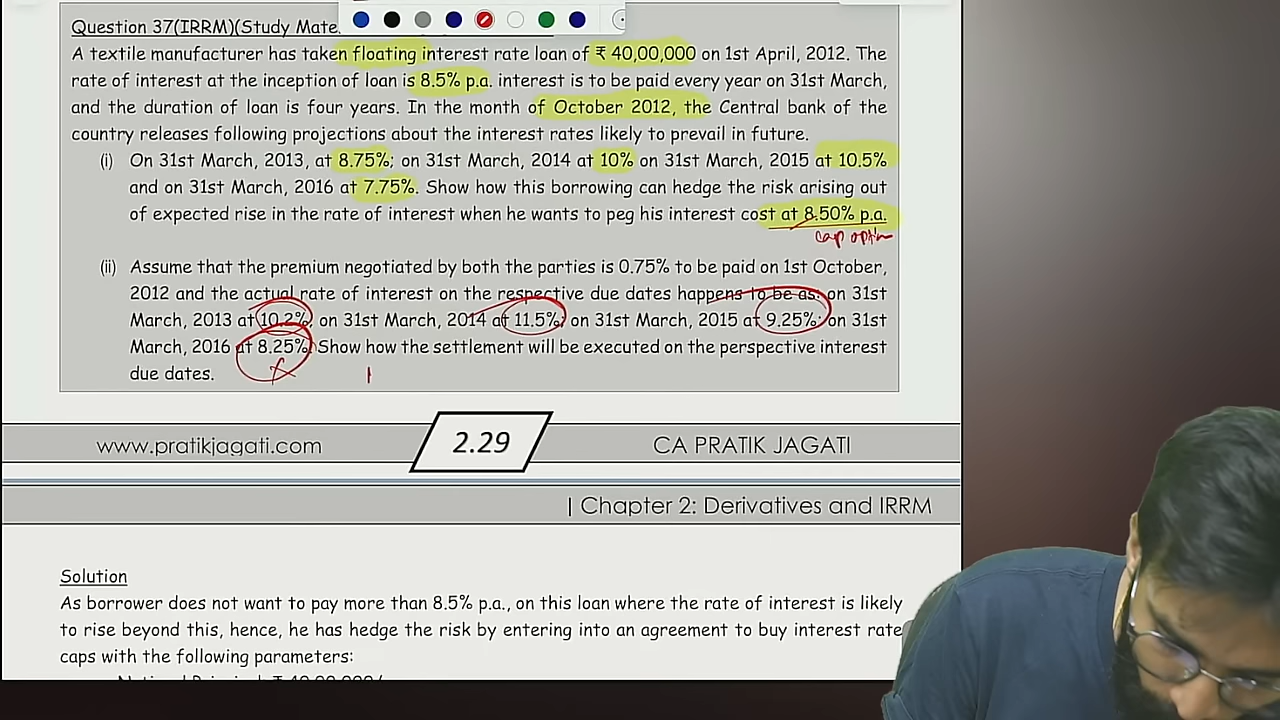 Question 37(IRRM)(Study Mate
A textile manufacturer has taken floating interest rate loan of ₹ 40,00,000 on 1st April, 2012. The
rate of interest at the inception of loan is 8.5% p.a. interest is to be paid every year on 31st March,
and the duration of loan is four years. In the month of October 2012, the Central bank of the
country releases following projections about the interest rates likely to prevail in future.
(i) On 31st March, 2013, at 8.75%; on 31st March, 2014 at 10% on 31st March, 2015 at 10.5%
and on 31st March, 2016 at 7.75%. Show how this borrowing can hedge the risk arising out
of expected rise in the rate of interest when he wants to peg his interest cost at 8.50% p.a.
cap option
(ii) Assume that the premium negotiated by both the parties is 0.75% to be paid on 1st October,
2012 and the actual rate of interest on the respective due dates happens to be as: on 31st
March, 2013 at 10.2%; on 31st March, 2014 at 11.5%; on 31st March, 2015 at 9.25%; on 31st
March, 2016 at 8.25%. Show how the settlement will be executed on the perspective interest
due dates.
www.pratikjagati.com 2.29 CA PRATIK JAGATI
| Chapter 2: Derivatives and IRRM
Solution
As borrower does not want to pay more than 8.5% p.a., on this loan where the rate of interest is likely
to rise beyond this, hence, he has hedge the risk by entering into an agreement to buy interest rate
caps with the following parameters: